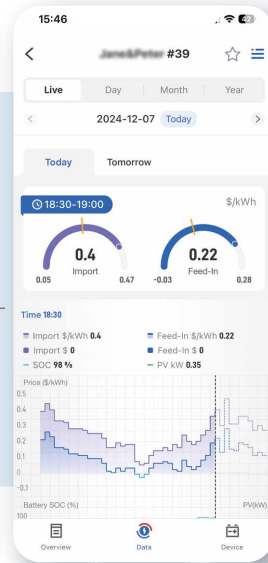 15:46
#39
Live Day Month Year
2024-12-07 Today
Today Tomorrow
18:30-19:00 $/kWh
0.4 0.22
Import Feed-In
0.05 0.47 -0.03 0.28
Time 18:30
Import $/kWh 0.4 Feed-In $/kWh 0.22
Import $ 0 Feed-In $ 0
SOC 98 % PV kW 0.35
Price ($/kWh)
0.5
0.4
0.3
0.2
0.1
0
-0.1
Battery SOC (%) PV(kW)
100
Overview Data Device